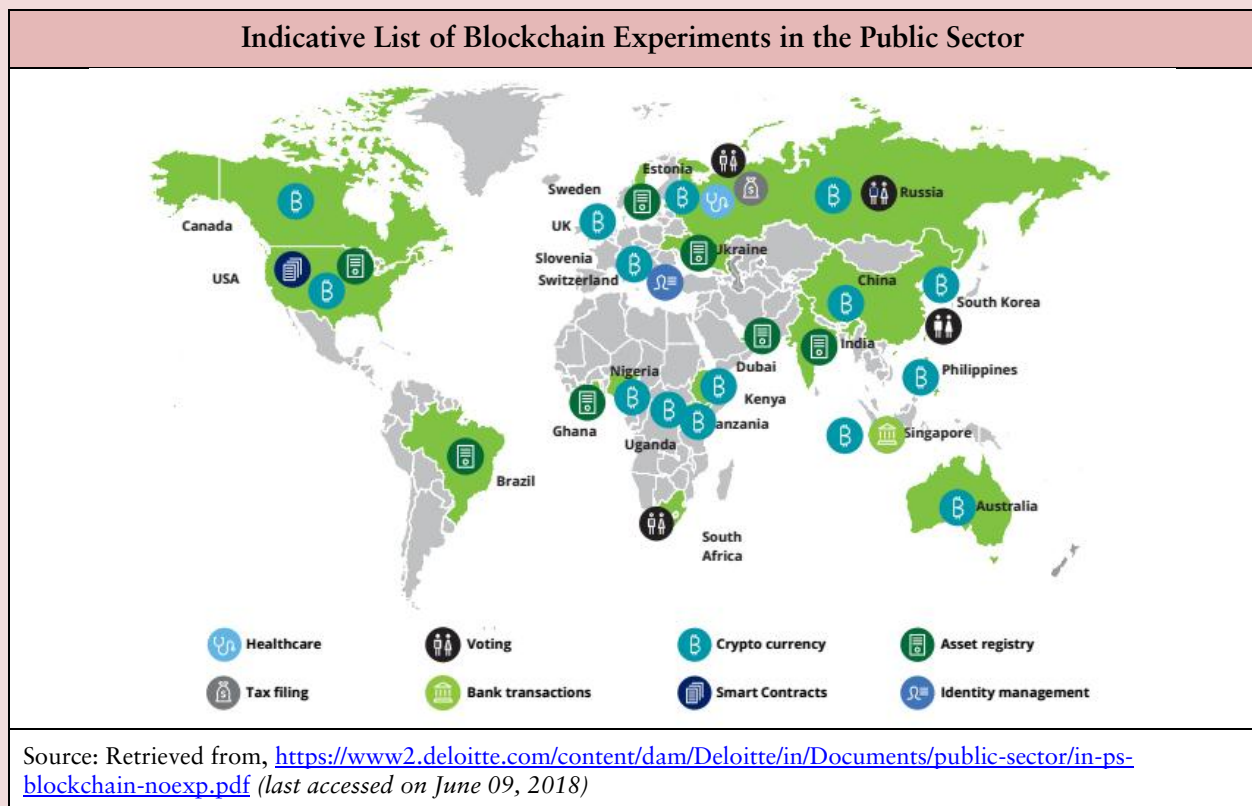 Indicative List of Blockchain Experiments in the Public Sector
Estonia
Sweden
Russia
Canada
UK
Ukraine
Slovenia
USA
Switzerland
China
South Korea
India
Dubai
Nigeria
Philippines
Kenya
Ghana
anzania
Singapore
Uganda
Brazil
Australia
South
Africa
Healthcare
Voting
Crypto currency
Asset registry
Tax filing
Bank transactions
Smart Contracts
Identity management
Source: Retrieved from, https://www2.deloitte.com/content/dam/Deloitte/in/Documents/public-sector/in-ps-
blockchain-noexp.pdf (last accessed on June 09, 2018)